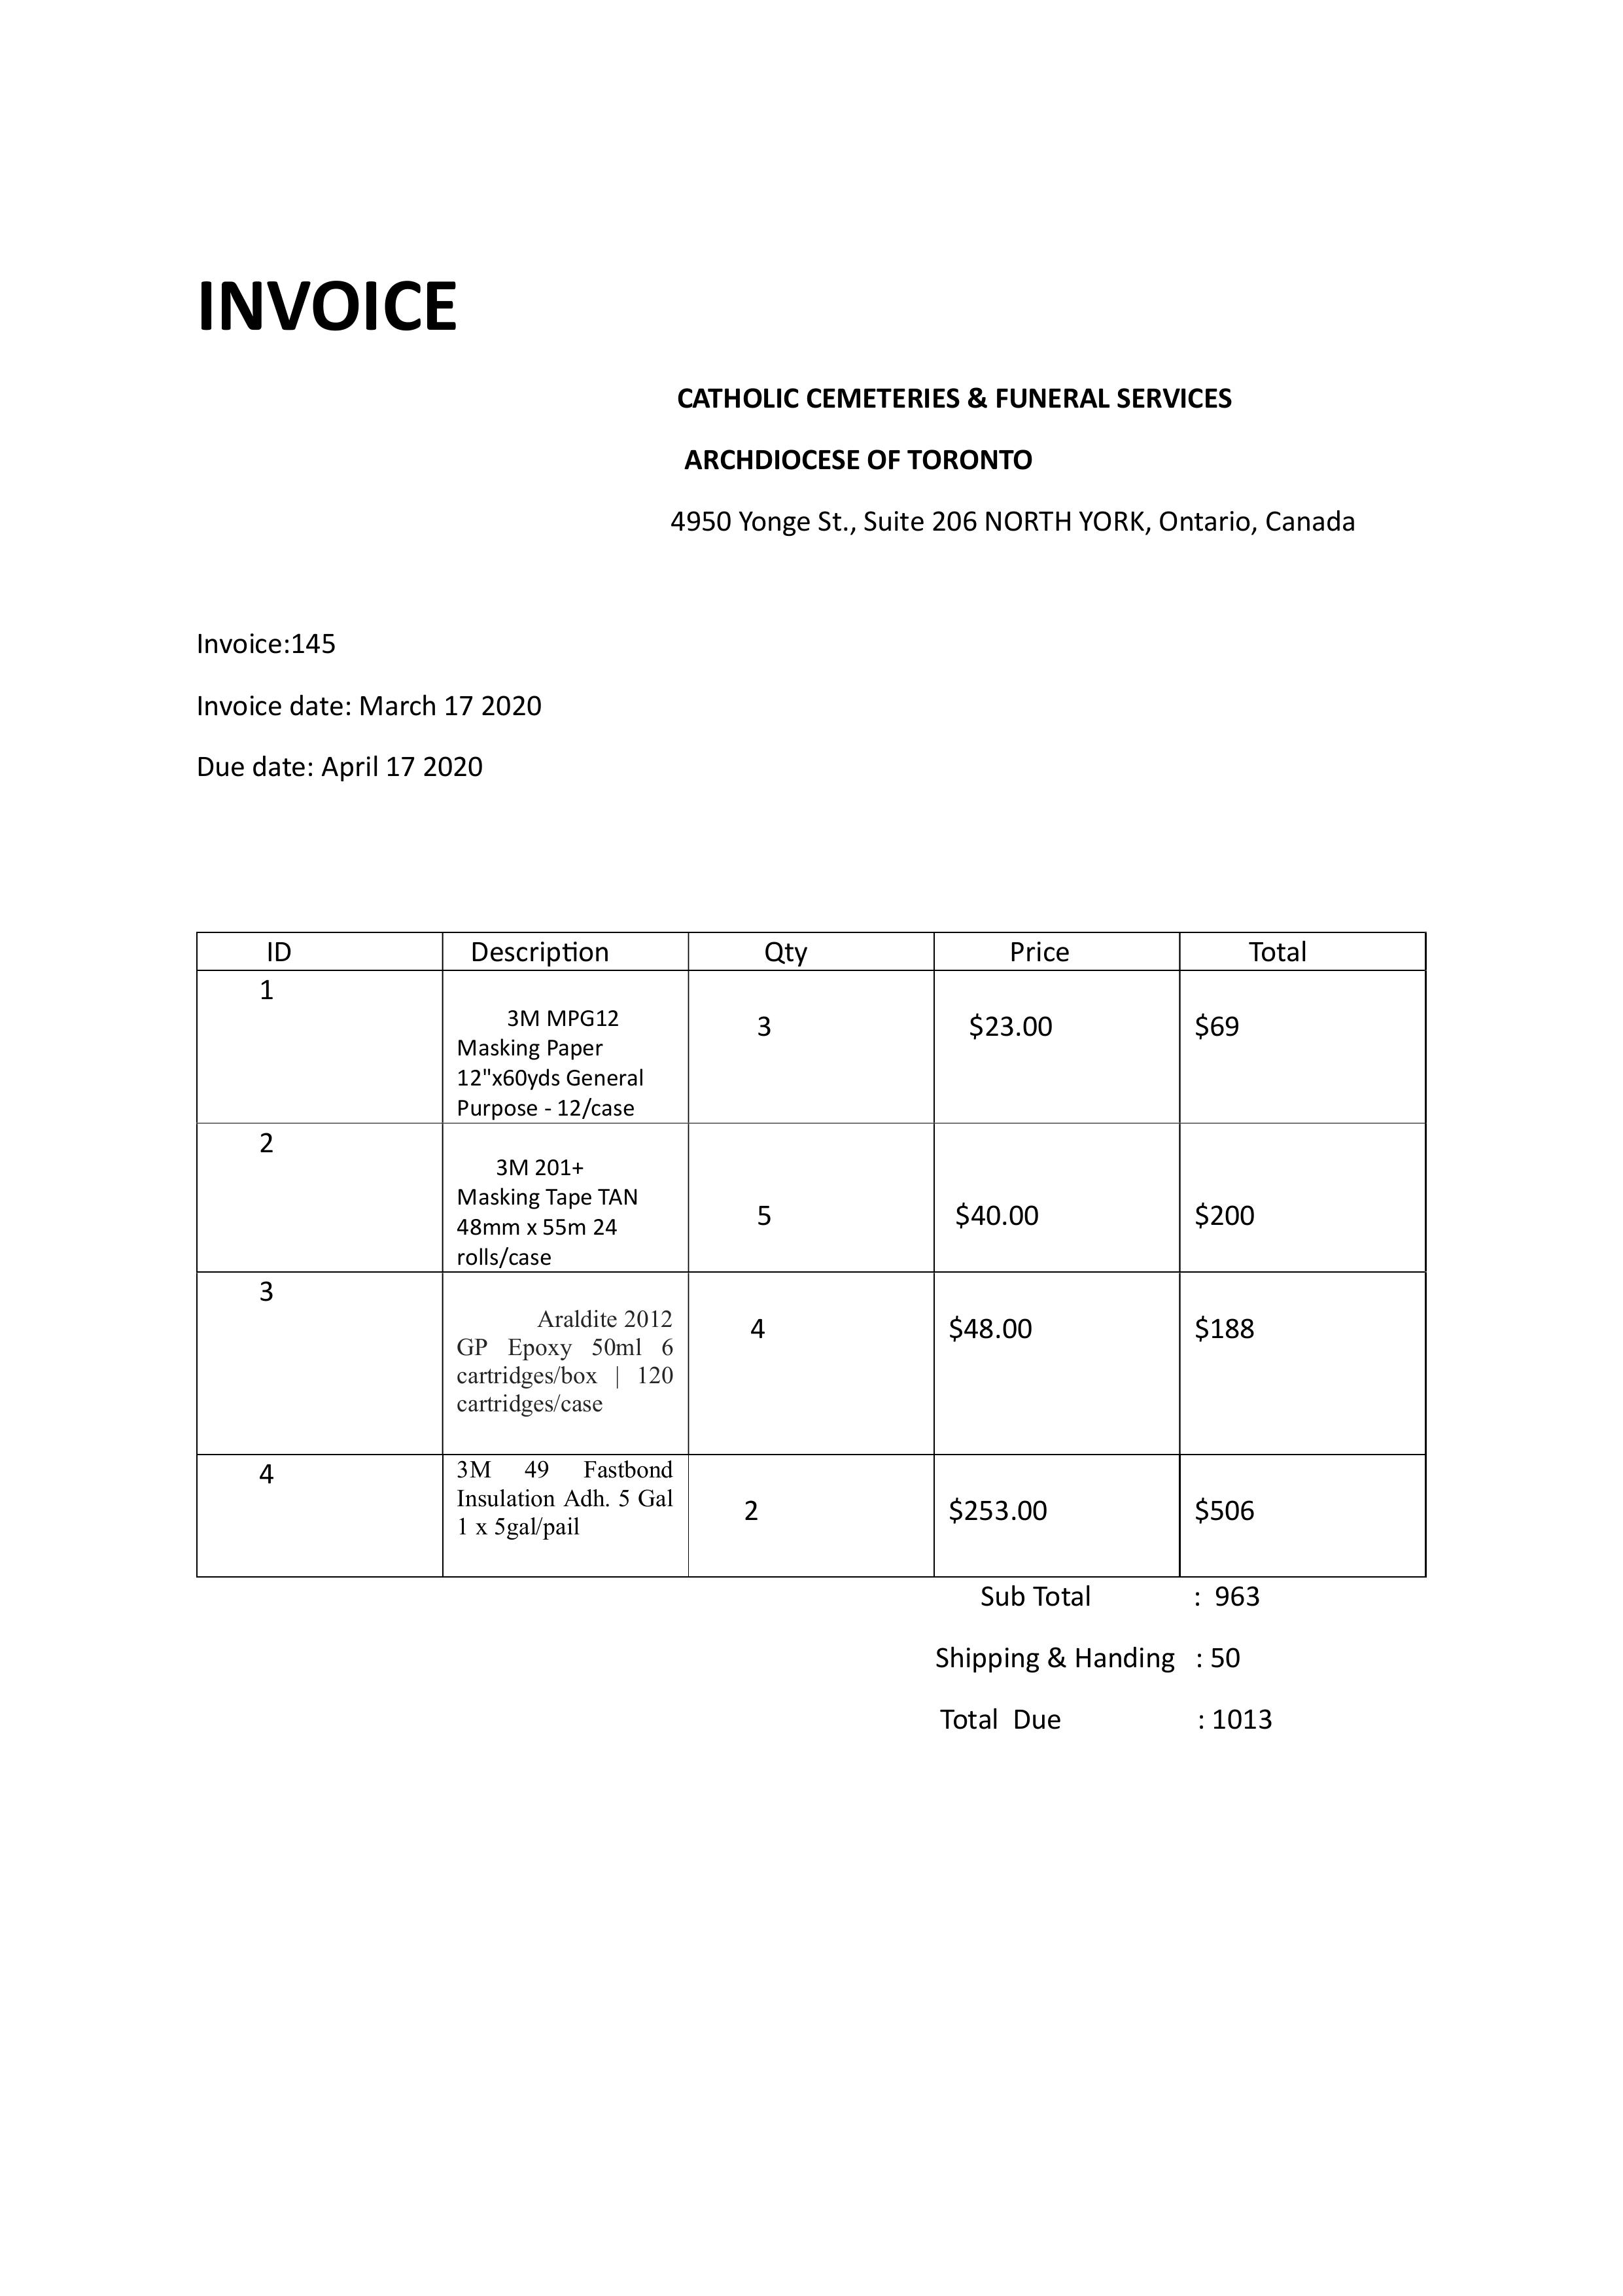 INVOICE
CATHOLIC CEMETERIES & FUNERAL SERVICES
ARCHDIOCESE OF TORONTO
4950 Yonge St., Suite 206 NORTH YORK, Ontario, Canada
Invoice:145
Invoice date: March 17 2020
Due date: April 17 2020
ID Description Qty Price Total
1
3M MPG12
Masking Paper
12"x60yds General
Purpose - 12/case
3 $23.00 $69
2
3M 201+
Masking Tape TAN
48mm x 55m 24
rolls/case
5 $40.00 $200
3
Araldite 2012
GP Epoxy 50ml 6
cartridges/box | 120
cartridges/case
4 $48.00 $188
4
3M 49 Fastbond
Insulation Adh. 5 Gal
1 x 5gal/pail
2 $253.00 $506
Sub Total : 963
Shipping & Handing : 50
Total Due : 1013